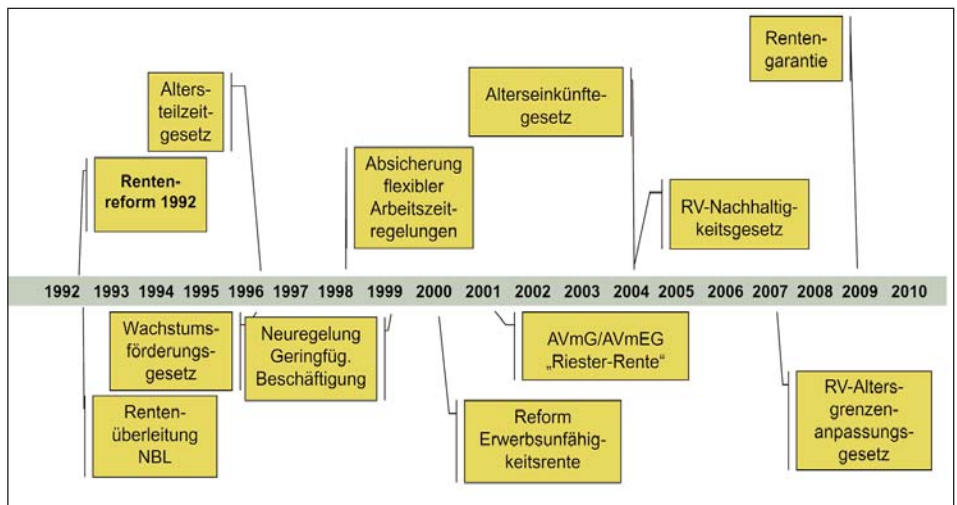 Renten-
garantie
Alters-
teilzeit-
gesetz
Alterseinkünfte-
gesetz
Renten-
reform 1992
Absicherung
flexibler
Arbeitszeit-
regelungen
RV-Nachhaltig-
keitsgesetz
1992 1993 1994 1995 1996 1997 1998 1999 2000 2001 2002 2003 2004 2005 2006 2007 2008 2009 2010
Wachstums-
förderungs-
gesetz
Neuregelung
Geringfüg.
Beschäftigung
AVmG/AVmEG
„Riester-Rente“
Renten-
überleitung
NBL
Reform
Erwerbsunfähig-
keitsrente
RV-Alters-
grenzen-
anpassungs-
gesetz